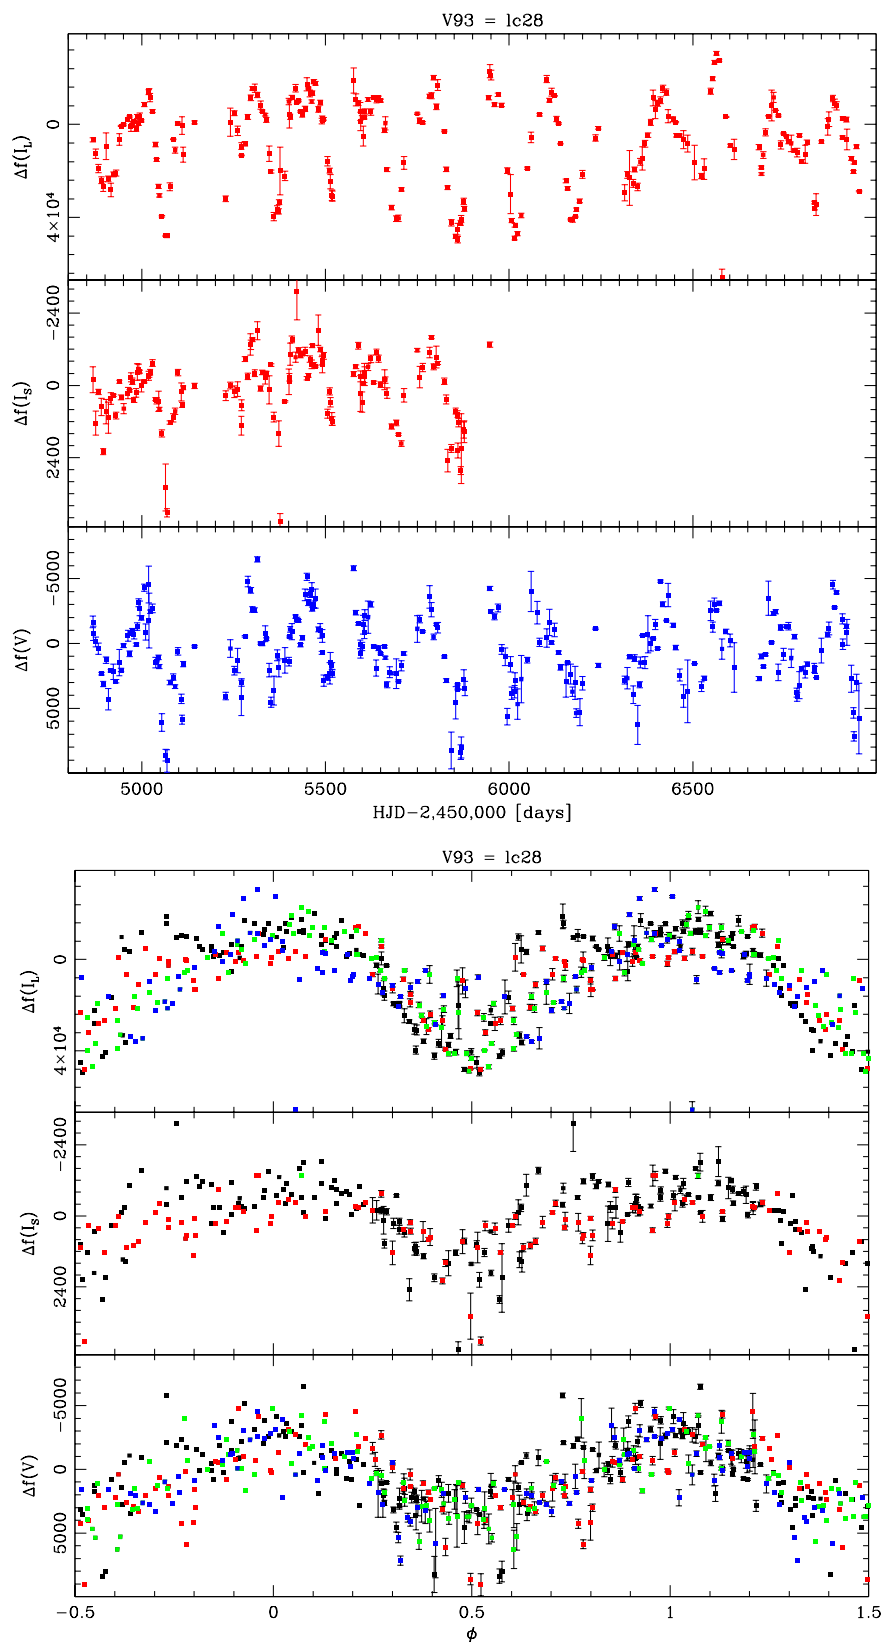 V93 = lc28
0
4×10⁴
Δf(I_L)
−2400
0
2400
Δf(I_S)
−5000
0
5000
Δf(V)
5000 5500 6000 6500
HJD−2,450,000 [days]
V93 = lc28
0
4×10⁴
Δf(I_L)
−2400
0
2400
Δf(I_S)
−5000
0
5000
Δf(V)
−0.5 0 0.5 1 1.5
ϕ